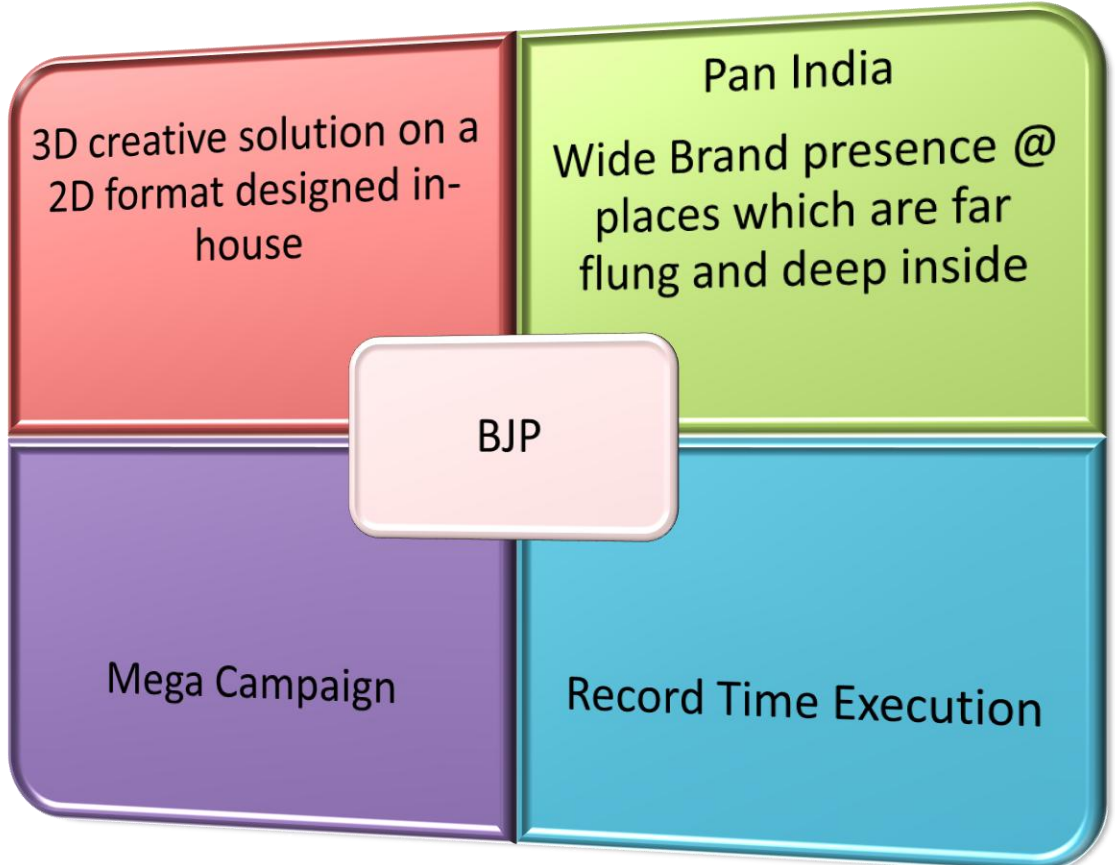 3D creative solution on a
2D format designed in-
house
Pan India
Wide Brand presence @
places which are far
flung and deep inside
BJP
Mega Campaign
Record Time Execution